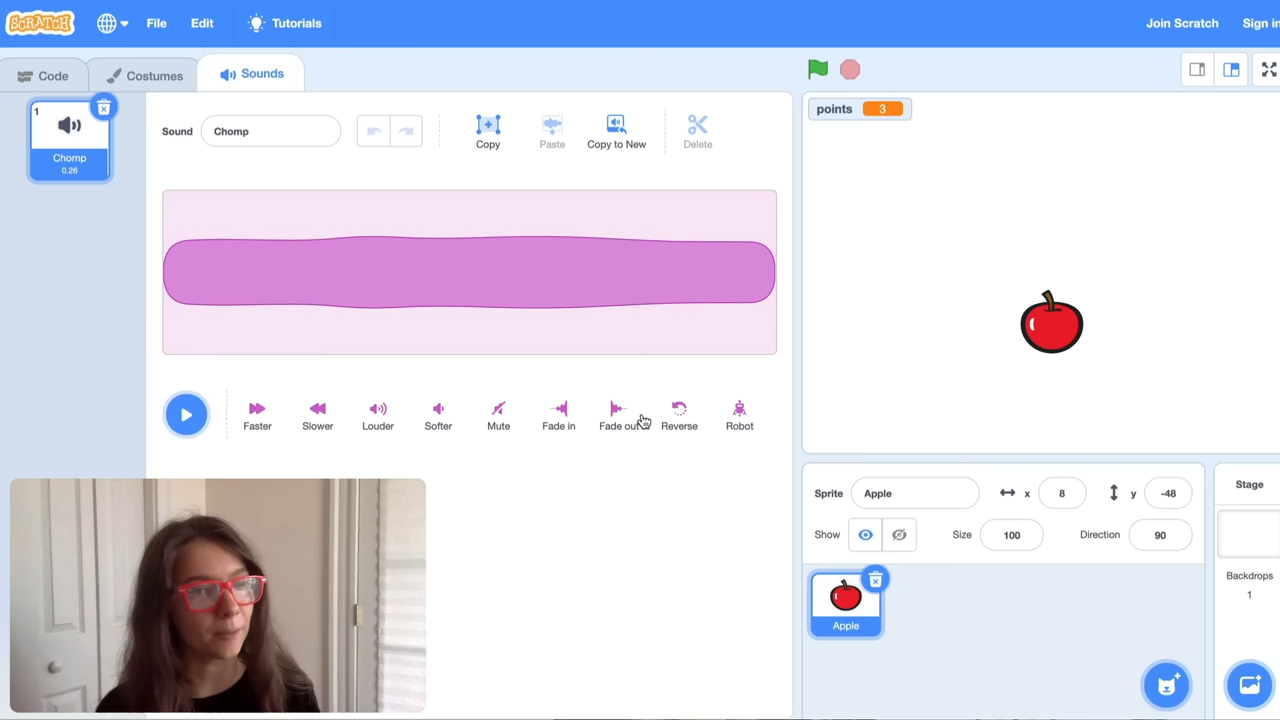 SCRATCH
File
Edit
Tutorials
Join Scratch
Sign in
Code
Costumes
Sounds
1
Chomp
0.26
Sound
Chomp
Copy
Paste
Copy to New
Delete
Faster
Slower
Louder
Softer
Mute
Fade in
Fade out
Reverse
Robot
points 3
Sprite
Apple
x
8
y
-48
Show
Size
100
Direction
90
Apple
Stage
Backdrops
1